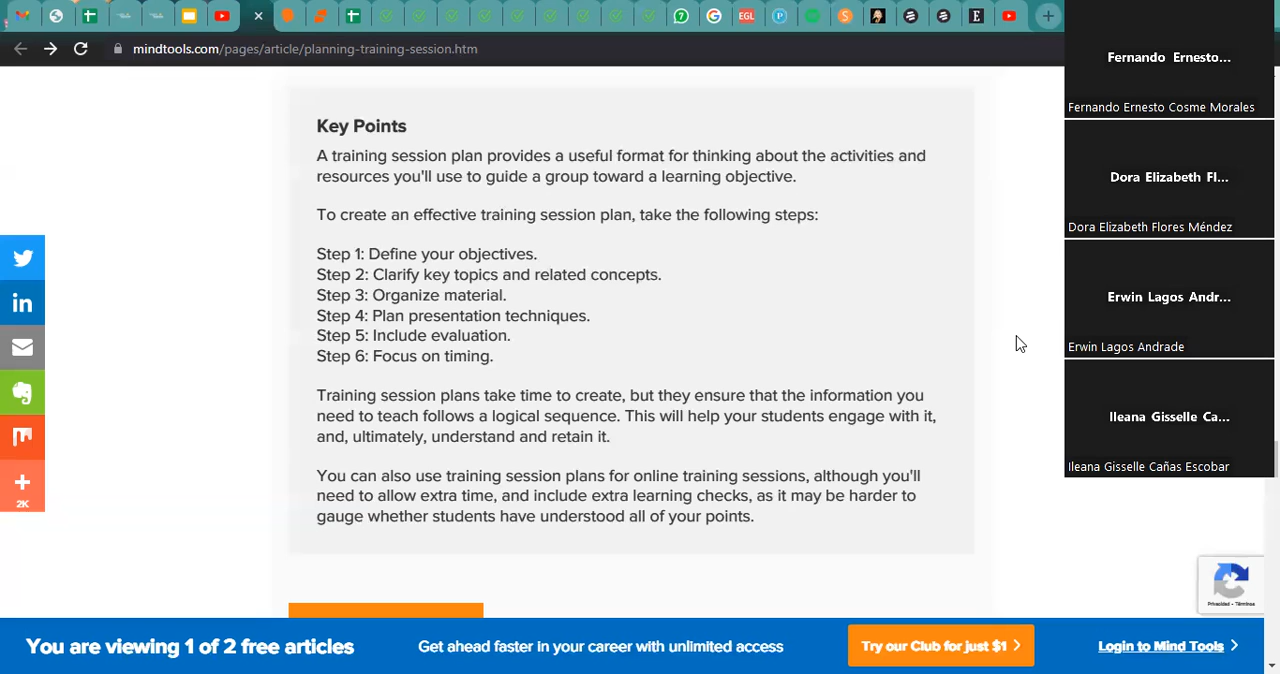 mindtools.com/pages/article/planning-training-session.htm
7
EGL
P
S
E
Key Points
A training session plan provides a useful format for thinking about the activities and
resources you'll use to guide a group toward a learning objective.
To create an effective training session plan, take the following steps:
Step 1: Define your objectives.
Step 2: Clarify key topics and related concepts.
Step 3: Organize material.
Step 4: Plan presentation techniques.
Step 5: Include evaluation.
Step 6: Focus on timing.
Training session plans take time to create, but they ensure that the information you
need to teach follows a logical sequence. This will help your students engage with it,
and, ultimately, understand and retain it.
You can also use training session plans for online training sessions, although you'll
need to allow extra time, and include extra learning checks, as it may be harder to
gauge whether students have understood all of your points.
2K
Fernando Ernesto...
Fernando Ernesto Cosme Morales
Dora Elizabeth Fl...
Dora Elizabeth Flores Méndez
Erwin Lagos Andr...
Erwin Lagos Andrade
Ileana Gisselle Ca...
Ileana Gisselle Cañas Escobar
Privacidad - Términos
You are viewing 1 of 2 free articles
Get ahead faster in your career with unlimited access
Try our Club for just $1
Login to Mind Tools